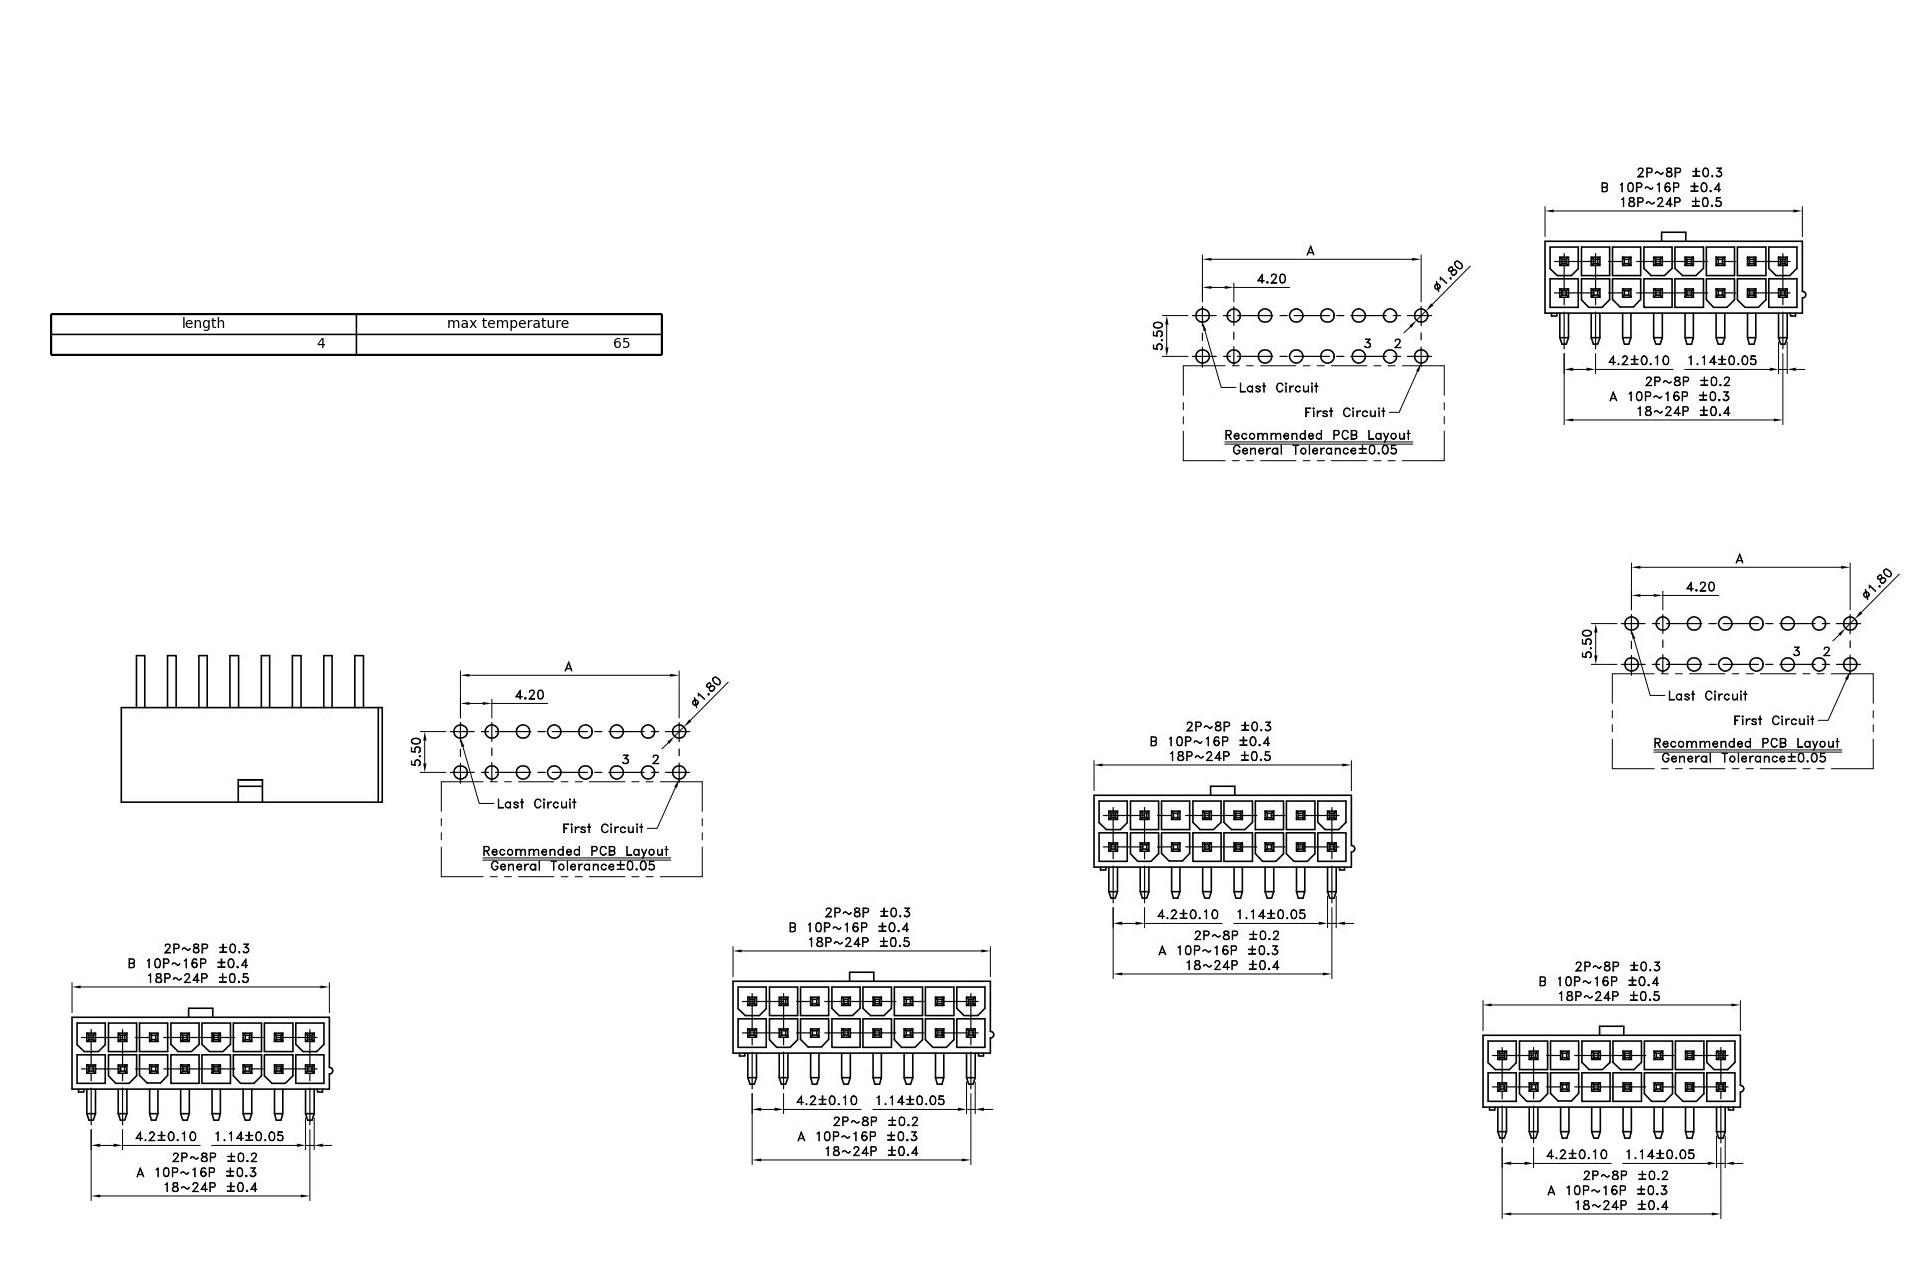 2P~8P ±0.3
B 10P~16P ±0.4
18P~24P ±0.5
4.2±0.10 1.14±0.05
2P~8P ±0.2
A 10P~16P ±0.3
18~24P ±0.4
A
4.20
ø1.80
5.50
3 2
Last Circuit
First Circuit
Recommended PCB Layout
General Tolerance±0.05
length max temperature
4 65
A
4.20
ø1.80
5.50
3 2
Last Circuit
First Circuit
Recommended PCB Layout
General Tolerance±0.05
A
4.20
ø1.80
5.50
3 2
Last Circuit
First Circuit
Recommended PCB Layout
General Tolerance±0.05
2P~8P ±0.3
B 10P~16P ±0.4
18P~24P ±0.5
4.2±0.10 1.14±0.05
2P~8P ±0.2
A 10P~16P ±0.3
18~24P ±0.4
2P~8P ±0.3
B 10P~16P ±0.4
18P~24P ±0.5
4.2±0.10 1.14±0.05
2P~8P ±0.2
A 10P~16P ±0.3
18~24P ±0.4
2P~8P ±0.3
B 10P~16P ±0.4
18P~24P ±0.5
4.2±0.10 1.14±0.05
2P~8P ±0.2
A 10P~16P ±0.3
18~24P ±0.4
2P~8P ±0.3
B 10P~16P ±0.4
18P~24P ±0.5
4.2±0.10 1.14±0.05
2P~8P ±0.2
A 10P~16P ±0.3
18~24P ±0.4